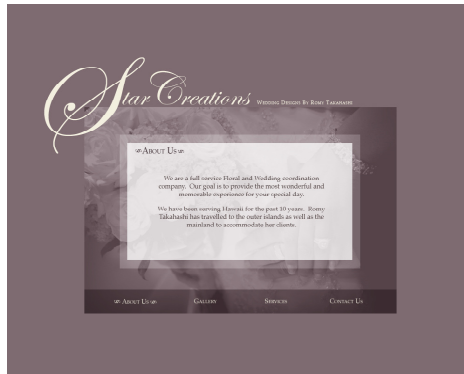 Star Creations Wedding Designs By Romy Takahashi
About Us
We are a full service Floral and Wedding coordination
company. Our goal is to provide the most wonderful and
memorable experience for your special day.
We have been serving Hawaii for the past 10 years. Romy
Takahashi has travelled to the outer islands as well as the
mainland to accommodate her clients.
About Us Gallery Services Contact Us